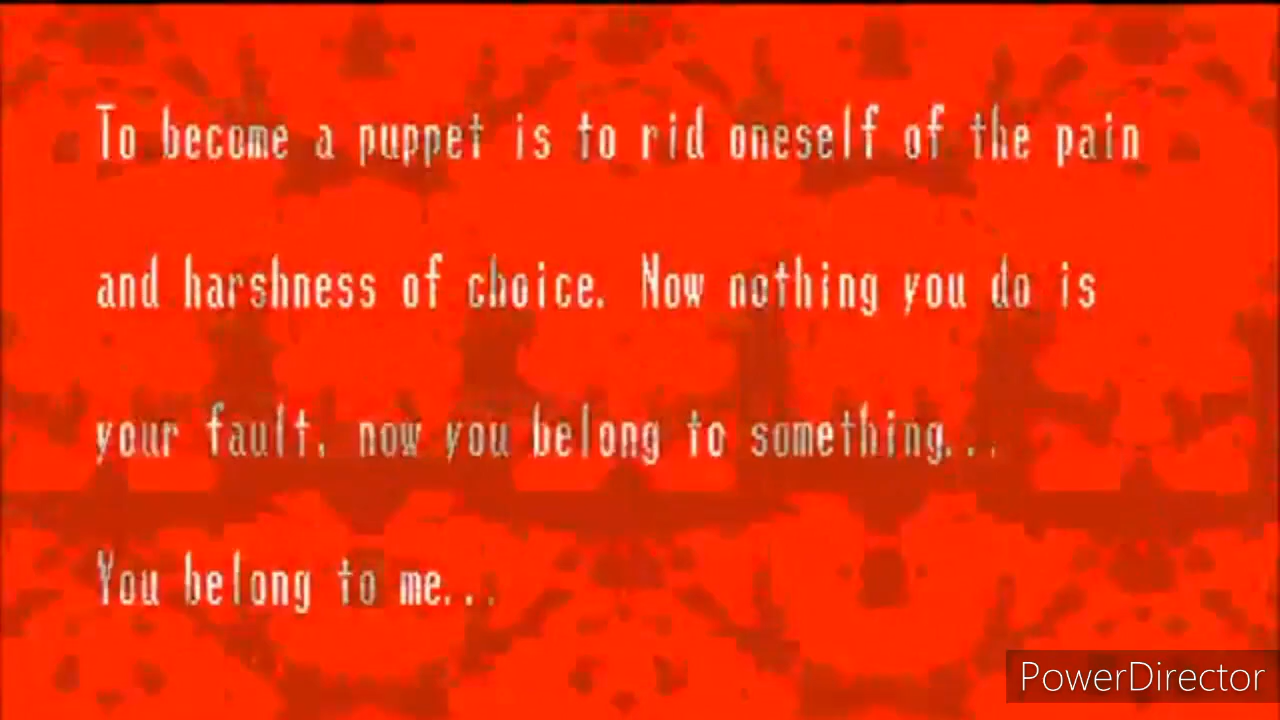 To become a puppet is to rid oneself of the pain
and harshness of choice. Now nothing you do is
your fault, now you belong to something...
You belong to me...
PowerDirector